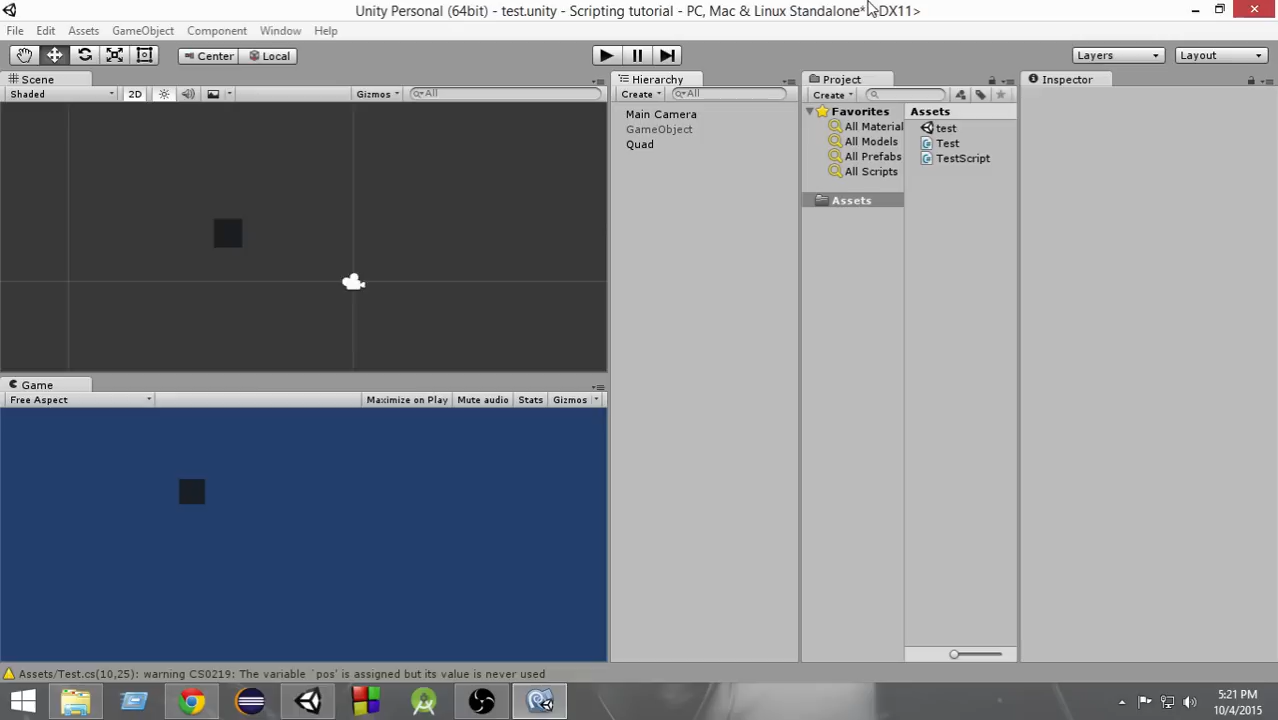 Unity Personal (64bit) - test.unity - Scripting tutorial - PC, Mac & Linux Standalone* <DX11>
File Edit Assets GameObject Component Window Help
Center Local Layers Layout
Scene Hierarchy Project Inspector
Shaded 2D Gizmos All Create All Create
Main Camera
GameObject
Quad
Favorites
All Material
All Models
All Prefabs
All Scripts
Assets
Assets
test
Test
TestScript
Game
Free Aspect Maximize on Play Mute audio Stats Gizmos
Assets/Test.cs(10,25): warning CS0219: The variable `pos' is assigned but its value is never used
5:21 PM
10/4/2015